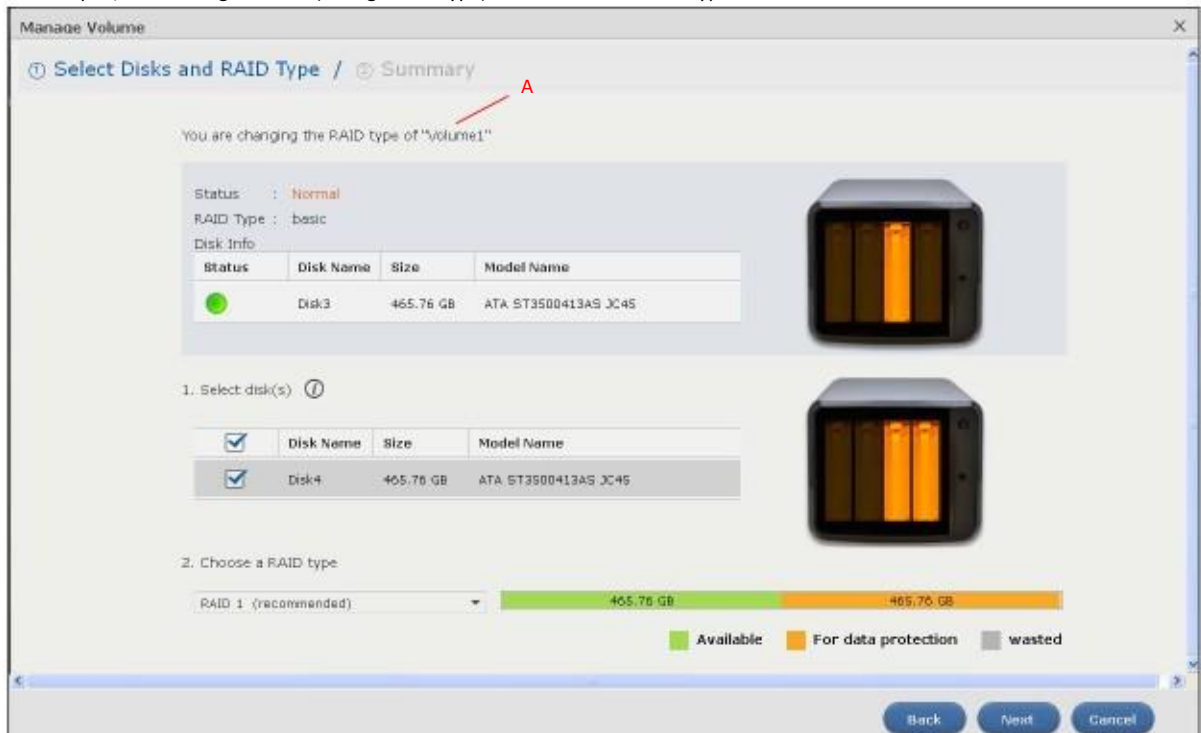 Manage Volume
① Select Disks and RAID Type / ② Summary
A
You are changing the RAID type of "Volume1"
Status : Normal
RAID Type : basic
Disk Info
Status Disk Name Size Model Name
Disk3 465.76 GB ATA ST3500413AS JC45
1. Select disk(s)
Disk Name Size Model Name
Disk4 465.76 GB ATA ST3500413AS JC45
2. Choose a RAID type
RAID 1 (recommended) 465.76 GB 465.76 GB
Available For data protection wasted
Back Next Cancel